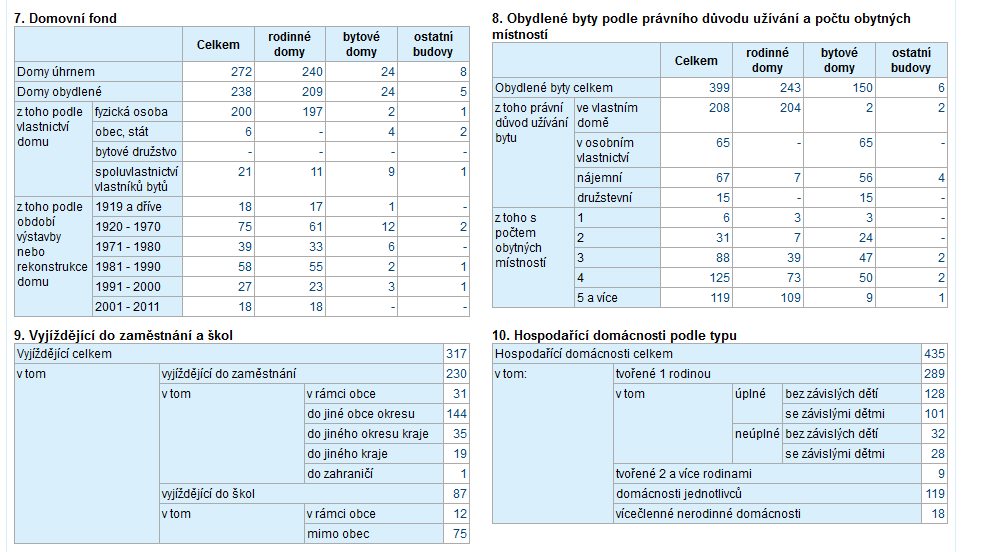 7. Domovní fond
Celkem rodinné domy bytové domy ostatní budovy
Domy úhrnem 272 240 24 8
Domy obydlené 238 209 24 5
z toho podle vlastnictví domu fyzická osoba 200 197 2 1
obec, stát 6 - 4 2
bytové družstvo - - - -
spoluvlastnictví vlastníků bytů 21 11 9 1
z toho podle období výstavby nebo rekonstrukce domu 1919 a dříve 18 17 1 -
1920 - 1970 75 61 12 2
1971 - 1980 39 33 6 -
1981 - 1990 58 55 2 1
1991 - 2000 27 23 3 1
2001 - 2011 18 18 - -
8. Obydlené byty podle právního důvodu užívání a počtu obytných
místností
Celkem rodinné domy bytové domy ostatní budovy
Obydlené byty celkem 399 243 150 6
z toho právní důvod užívání bytu ve vlastním domě 208 204 2 2
v osobním vlastnictví 65 - 65 -
nájemní 67 7 56 4
družstevní 15 - 15 -
z toho s počtem obytných místností 1 6 3 3 -
2 31 7 24 -
3 88 39 47 2
4 125 73 50 2
5 a více 119 109 9 1
9. Vyjíždějící do zaměstnání a škol
Vyjíždějící celkem 317
v tom vyjíždějící do zaměstnání 230
v tom v rámci obce 31
do jiné obce okresu 144
do jiného okresu kraje 35
do jiného kraje 19
do zahraničí 1
vyjíždějící do škol 87
v tom v rámci obce 12
mimo obec 75
10. Hospodařící domácnosti podle typu
Hospodařící domácnosti celkem 435
v tom: tvořené 1 rodinou 289
v tom úplné bez závislých dětí 128
se závislými dětmi 101
neúplné bez závislých dětí 32
se závislými dětmi 28
tvořené 2 a více rodinami 9
domácnosti jednotlivců 119
vícečlenné nerodinné domácnosti 18